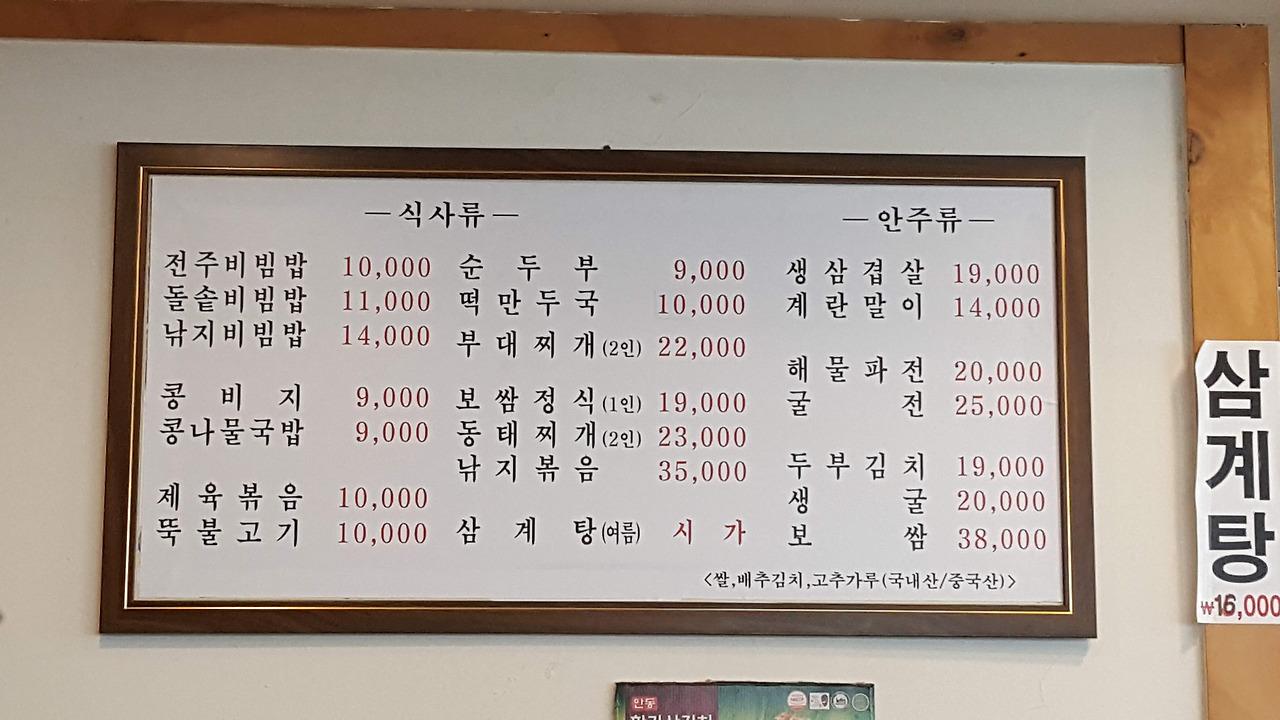 —식사류—
전주비빔밥 10,000
돌솥비빔밥 11,000
낚지비빔밥 14,000
콩비지 9,000
콩나물국밥 9,000
제육볶음 10,000
뚝불고기 10,000
순두부 9,000
떡만두국 10,000
부대찌개(2인) 22,000
보쌈정식(1인) 19,000
동태찌개(2인) 23,000
낚지볶음 35,000
삼계탕(여름) 시가
—안주류—
생삼겹살 19,000
계란말이 14,000
해물파전 20,000
굴전 25,000
두부김치 19,000
생굴 20,000
보쌈 38,000
<쌀,배추김치,고추가루(국내산/중국산)>
삼계탕
₩16,000
안동